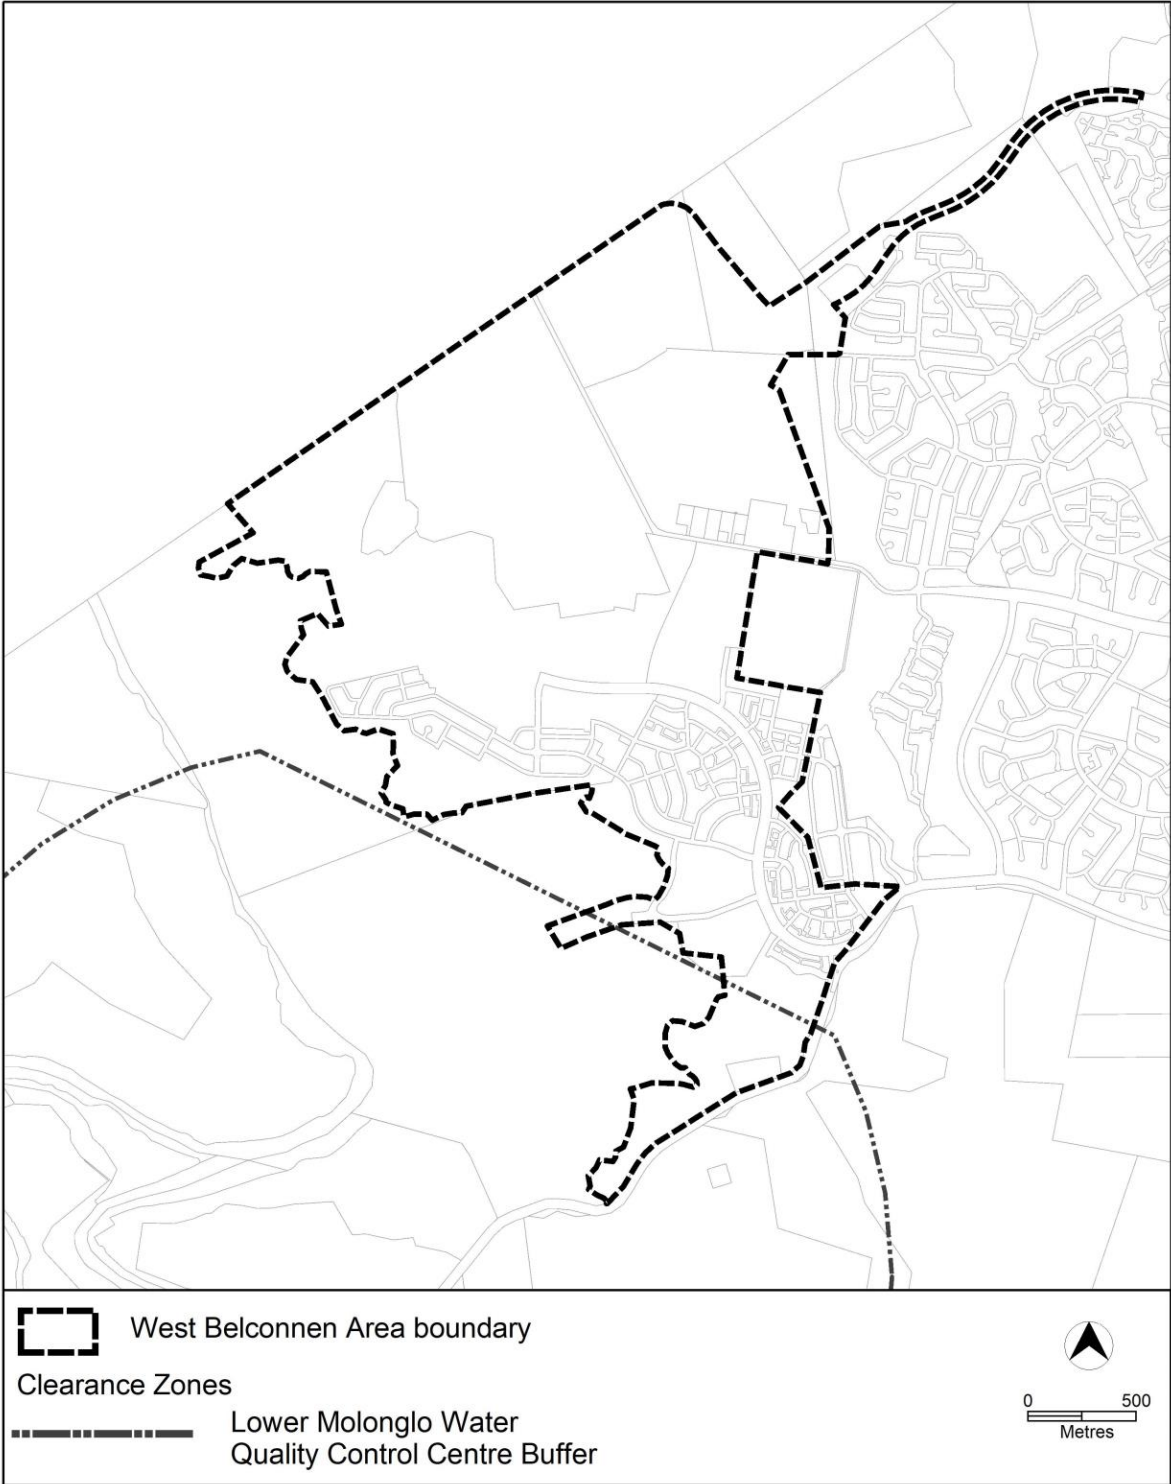 West Belconnen Area boundary
Clearance Zones
Lower Molonglo Water
Quality Control Centre Buffer
0 500
Metres